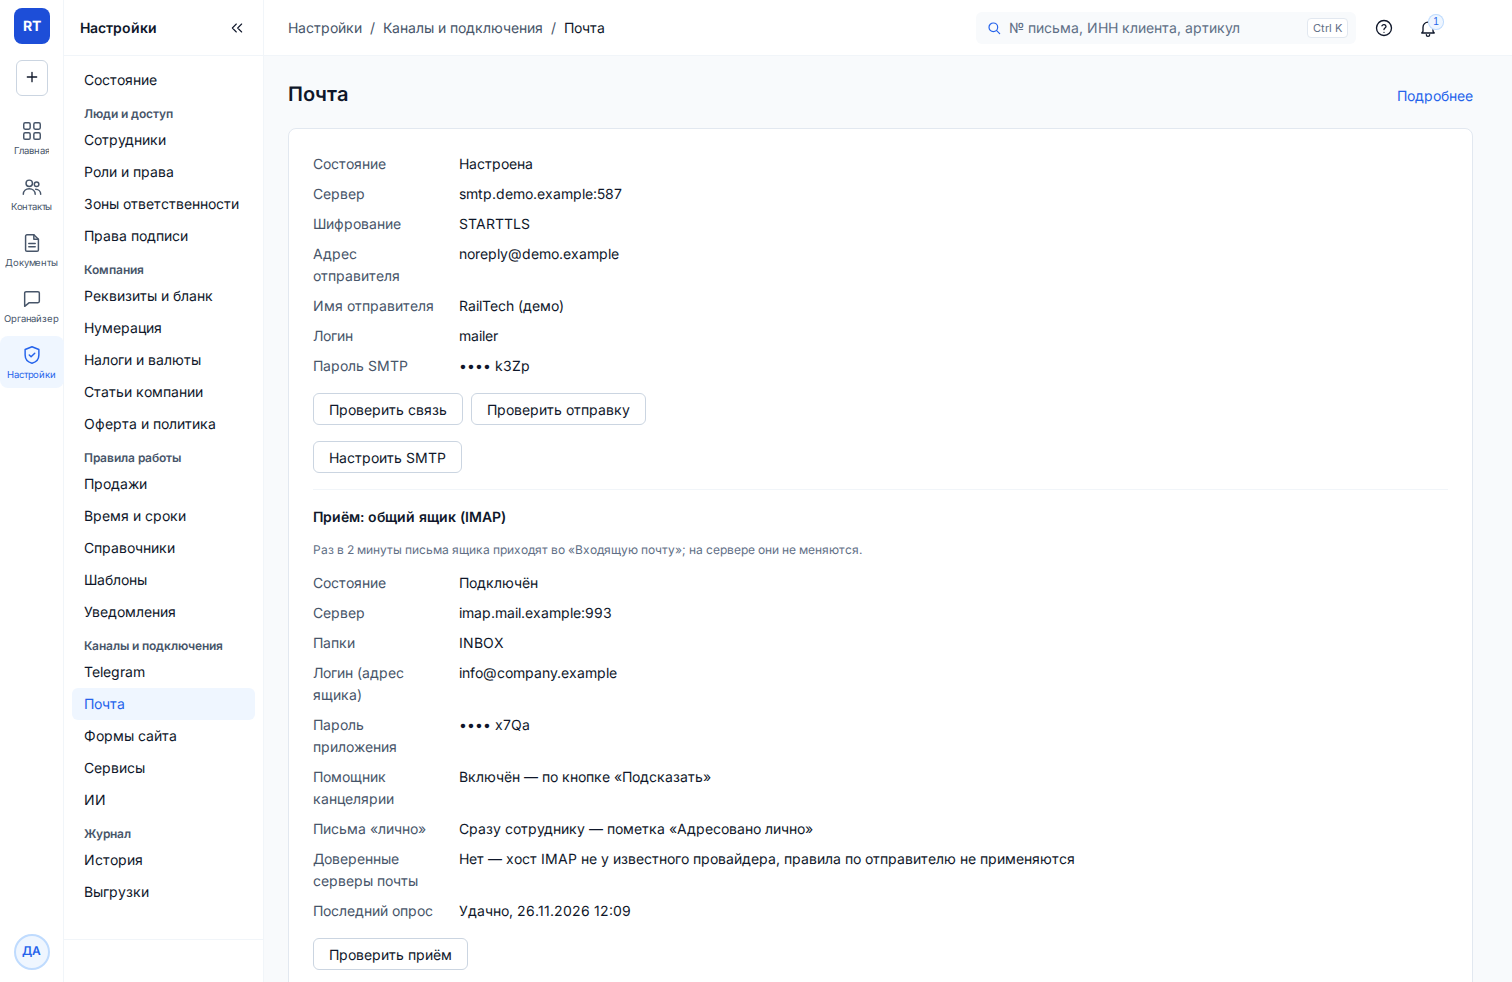 RT
Главная
Контакты
Документы
Органайзер
Настройки
ДА
Настройки
Состояние
Люди и доступ
Сотрудники
Роли и права
Зоны ответственности
Права подписи
Компания
Реквизиты и бланк
Нумерация
Налоги и валюты
Статьи компании
Оферта и политика
Правила работы
Продажи
Время и сроки
Справочники
Шаблоны
Уведомления
Каналы и подключения
Telegram
Почта
Формы сайта
Сервисы
ИИ
Журнал
История
Выгрузки
Настройки / Каналы и подключения / Почта
№ письма, ИНН клиента, артикул Ctrl K
1
Почта
Подробнее
Состояние Настроена
Сервер smtp.demo.example:587
Шифрование STARTTLS
Адрес отправителя noreply@demo.example
Имя отправителя RailTech (демо)
Логин mailer
Пароль SMTP •••• k3Zp
Проверить связь Проверить отправку
Настроить SMTP
Приём: общий ящик (IMAP)
Раз в 2 минуты письма ящика приходят во «Входящую почту»; на сервере они не меняются.
Состояние Подключён
Сервер imap.mail.example:993
Папки INBOX
Логин (адрес ящика) info@company.example
Пароль приложения •••• x7Qa
Помощник канцелярии Включён — по кнопке «Подсказать»
Письма «лично» Сразу сотруднику — пометка «Адресовано лично»
Доверенные серверы почты Нет — хост IMAP не у известного провайдера, правила по отправителю не применяются
Последний опрос Удачно, 26.11.2026 12:09
Проверить приём